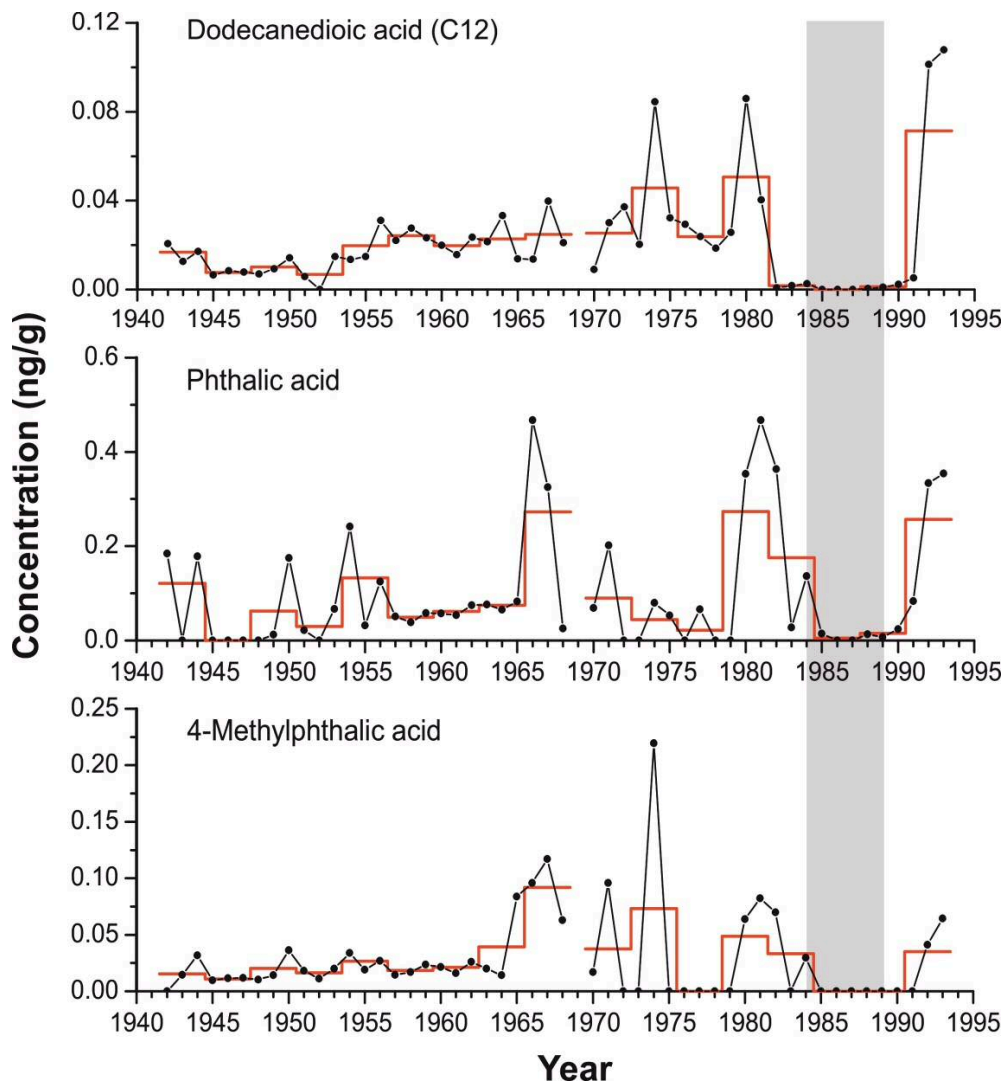 Dodecanedioic acid (C12)
0.12
0.08
0.04
0.00
1940 1945 1950 1955 1960 1965 1970 1975 1980 1985 1990 1995
Phthalic acid
0.6
0.4
0.2
0.0
1940 1945 1950 1955 1960 1965 1970 1975 1980 1985 1990 1995
4-Methylphthalic acid
0.25
0.20
0.15
0.10
0.05
0.00
1940 1945 1950 1955 1960 1965 1970 1975 1980 1985 1990 1995
Concentration (ng/g)
Year